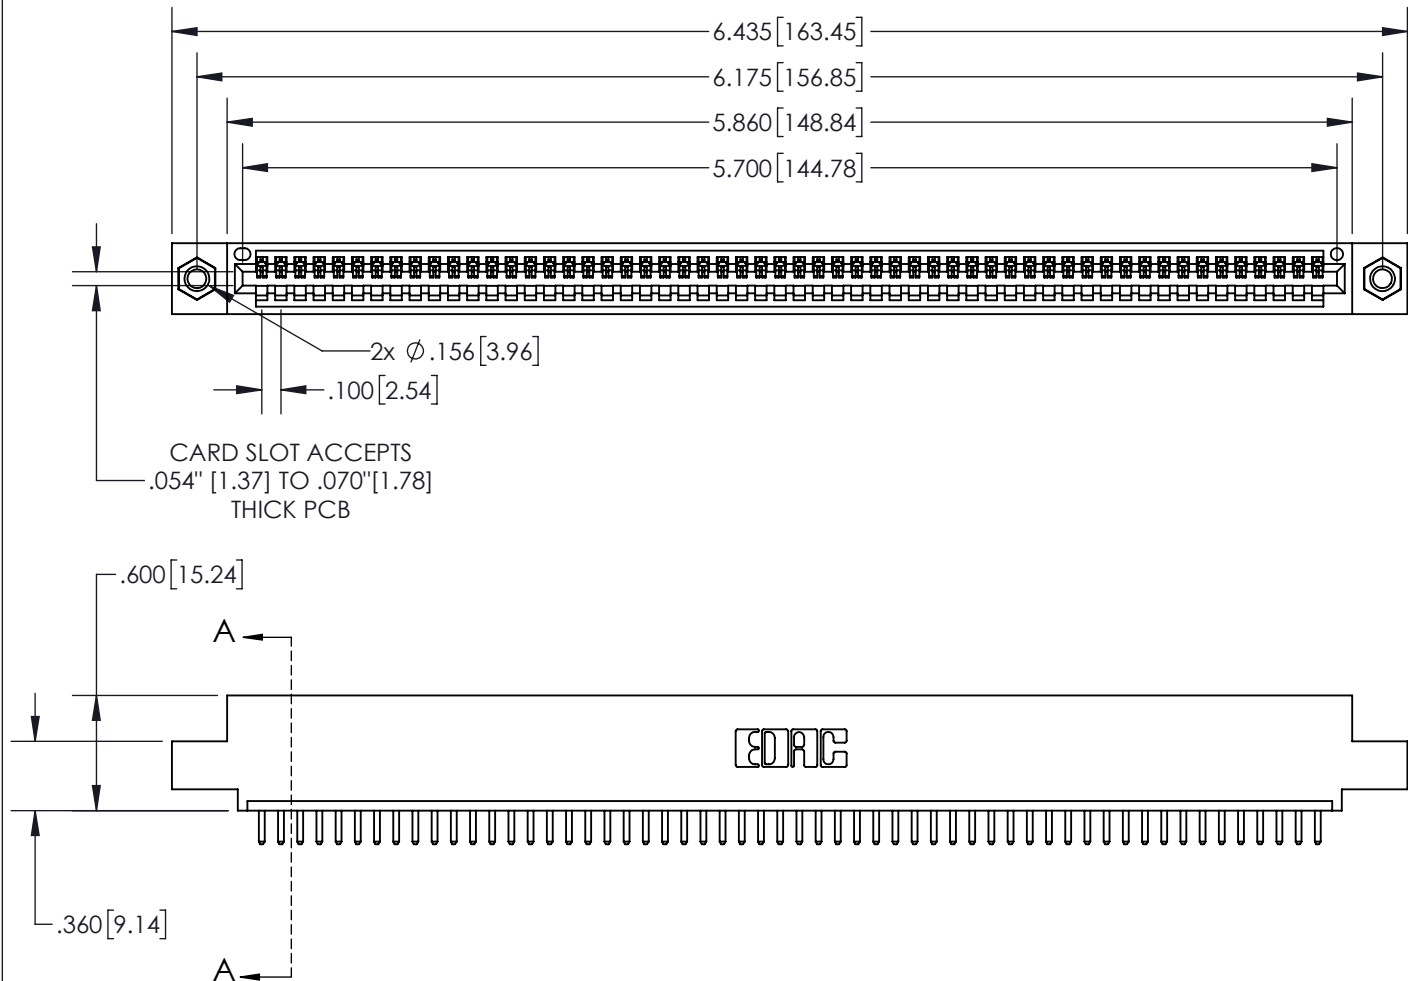 6.435[163.45]
6.175[156.85]
5.860[148.84]
5.700[144.78]
2x Ø.156[3.96]
.100[2.54]
CARD SLOT ACCEPTS
.054" [1.37] TO .070"[1.78]
THICK PCB
.600[15.24]
A
EDAC
.360[9.14]
A